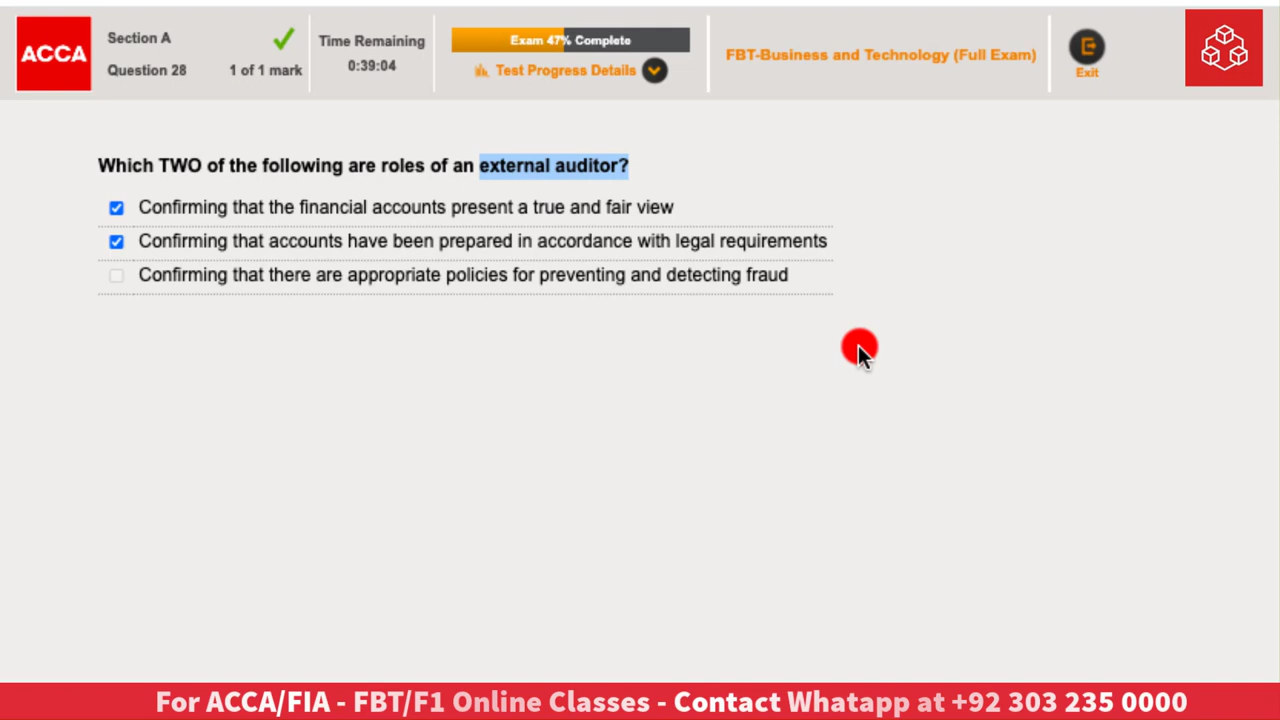 ACCA
Section A
Question 28
1 of 1 mark
Time Remaining
0:39:04
Exam 47% Complete
Test Progress Details
FBT-Business and Technology (Full Exam)
Exit
Which TWO of the following are roles of an external auditor?
Confirming that the financial accounts present a true and fair view
Confirming that accounts have been prepared in accordance with legal requirements
Confirming that there are appropriate policies for preventing and detecting fraud
For ACCA/FIA - FBT/F1 Online Classes - Contact Whatapp at +92 303 235 0000